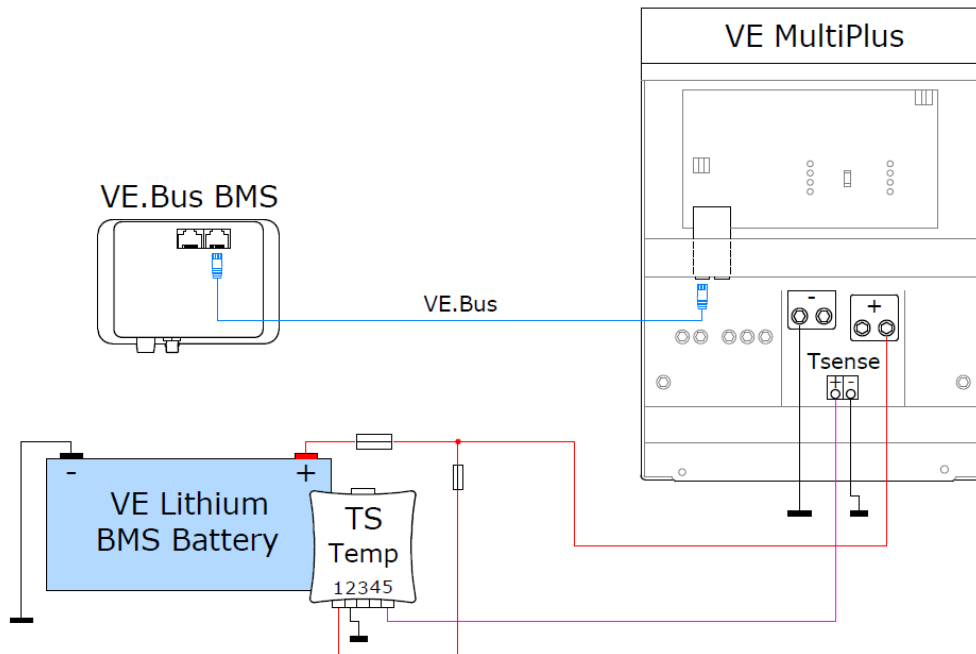 VE MultiPlus
VE.Bus BMS
VE.Bus
- +
Tsense
+ -
- +
VE Lithium
BMS Battery
TS
Temp
12345